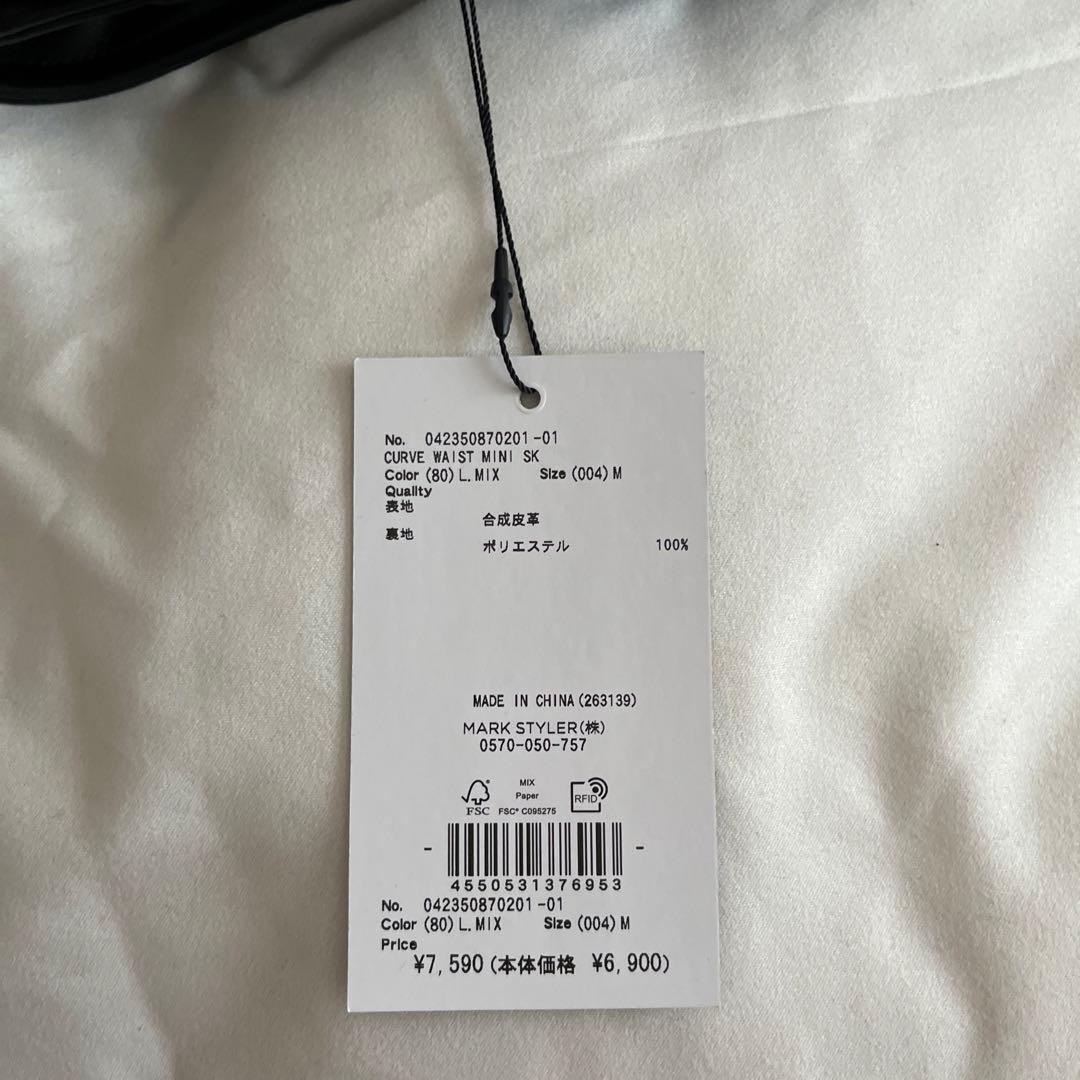 No. 042350870201-01
CURVE WAIST MINI SK
Color (80) L.MIX Size (004) M
Quality
表地
合成皮革
裏地
ポリエステル 100%
MADE IN CHINA(263139)
MARK STYLER(株)
0570-050-757
MIX
Paper
FSC FSC® C095275
RFID
- -
4550531376953
No. 042350870201-01
Color (80) L.MIX Size (004) M
Price
¥7,590(本体価格 ¥6,900)